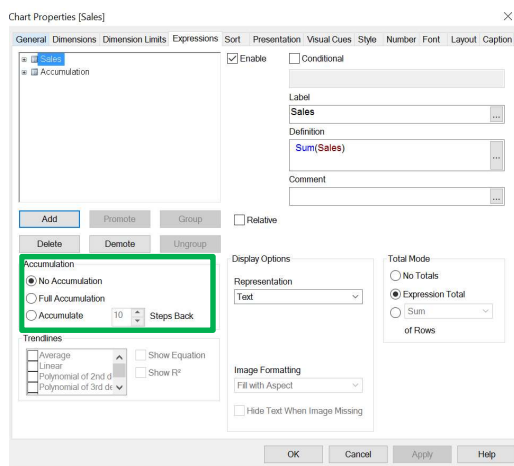 Chart Properties [Sales]
General Dimensions Dimension Limits Expressions Sort Presentation Visual Cues Style Number Font Layout Caption
Sales
Accumulation
Enable
Conditional
Label
Sales
...
Definition
Sum(Sales)
...
Comment
...
Add
Promote
Group
Relative
Delete
Demote
Ungroup
Accumulation
No Accumulation
Full Accumulation
Accumulate 10 Steps Back
Trendlines
Average
Linear
Polynomial of 2nd d
Polynomial of 3rd de
Show Equation
Show R²
Display Options
Representation
Text
Image Formatting
Fill with Aspect
Hide Text When Image Missing
Total Mode
No Totals
Expression Total
Sum
of Rows
OK
Cancel
Apply
Help